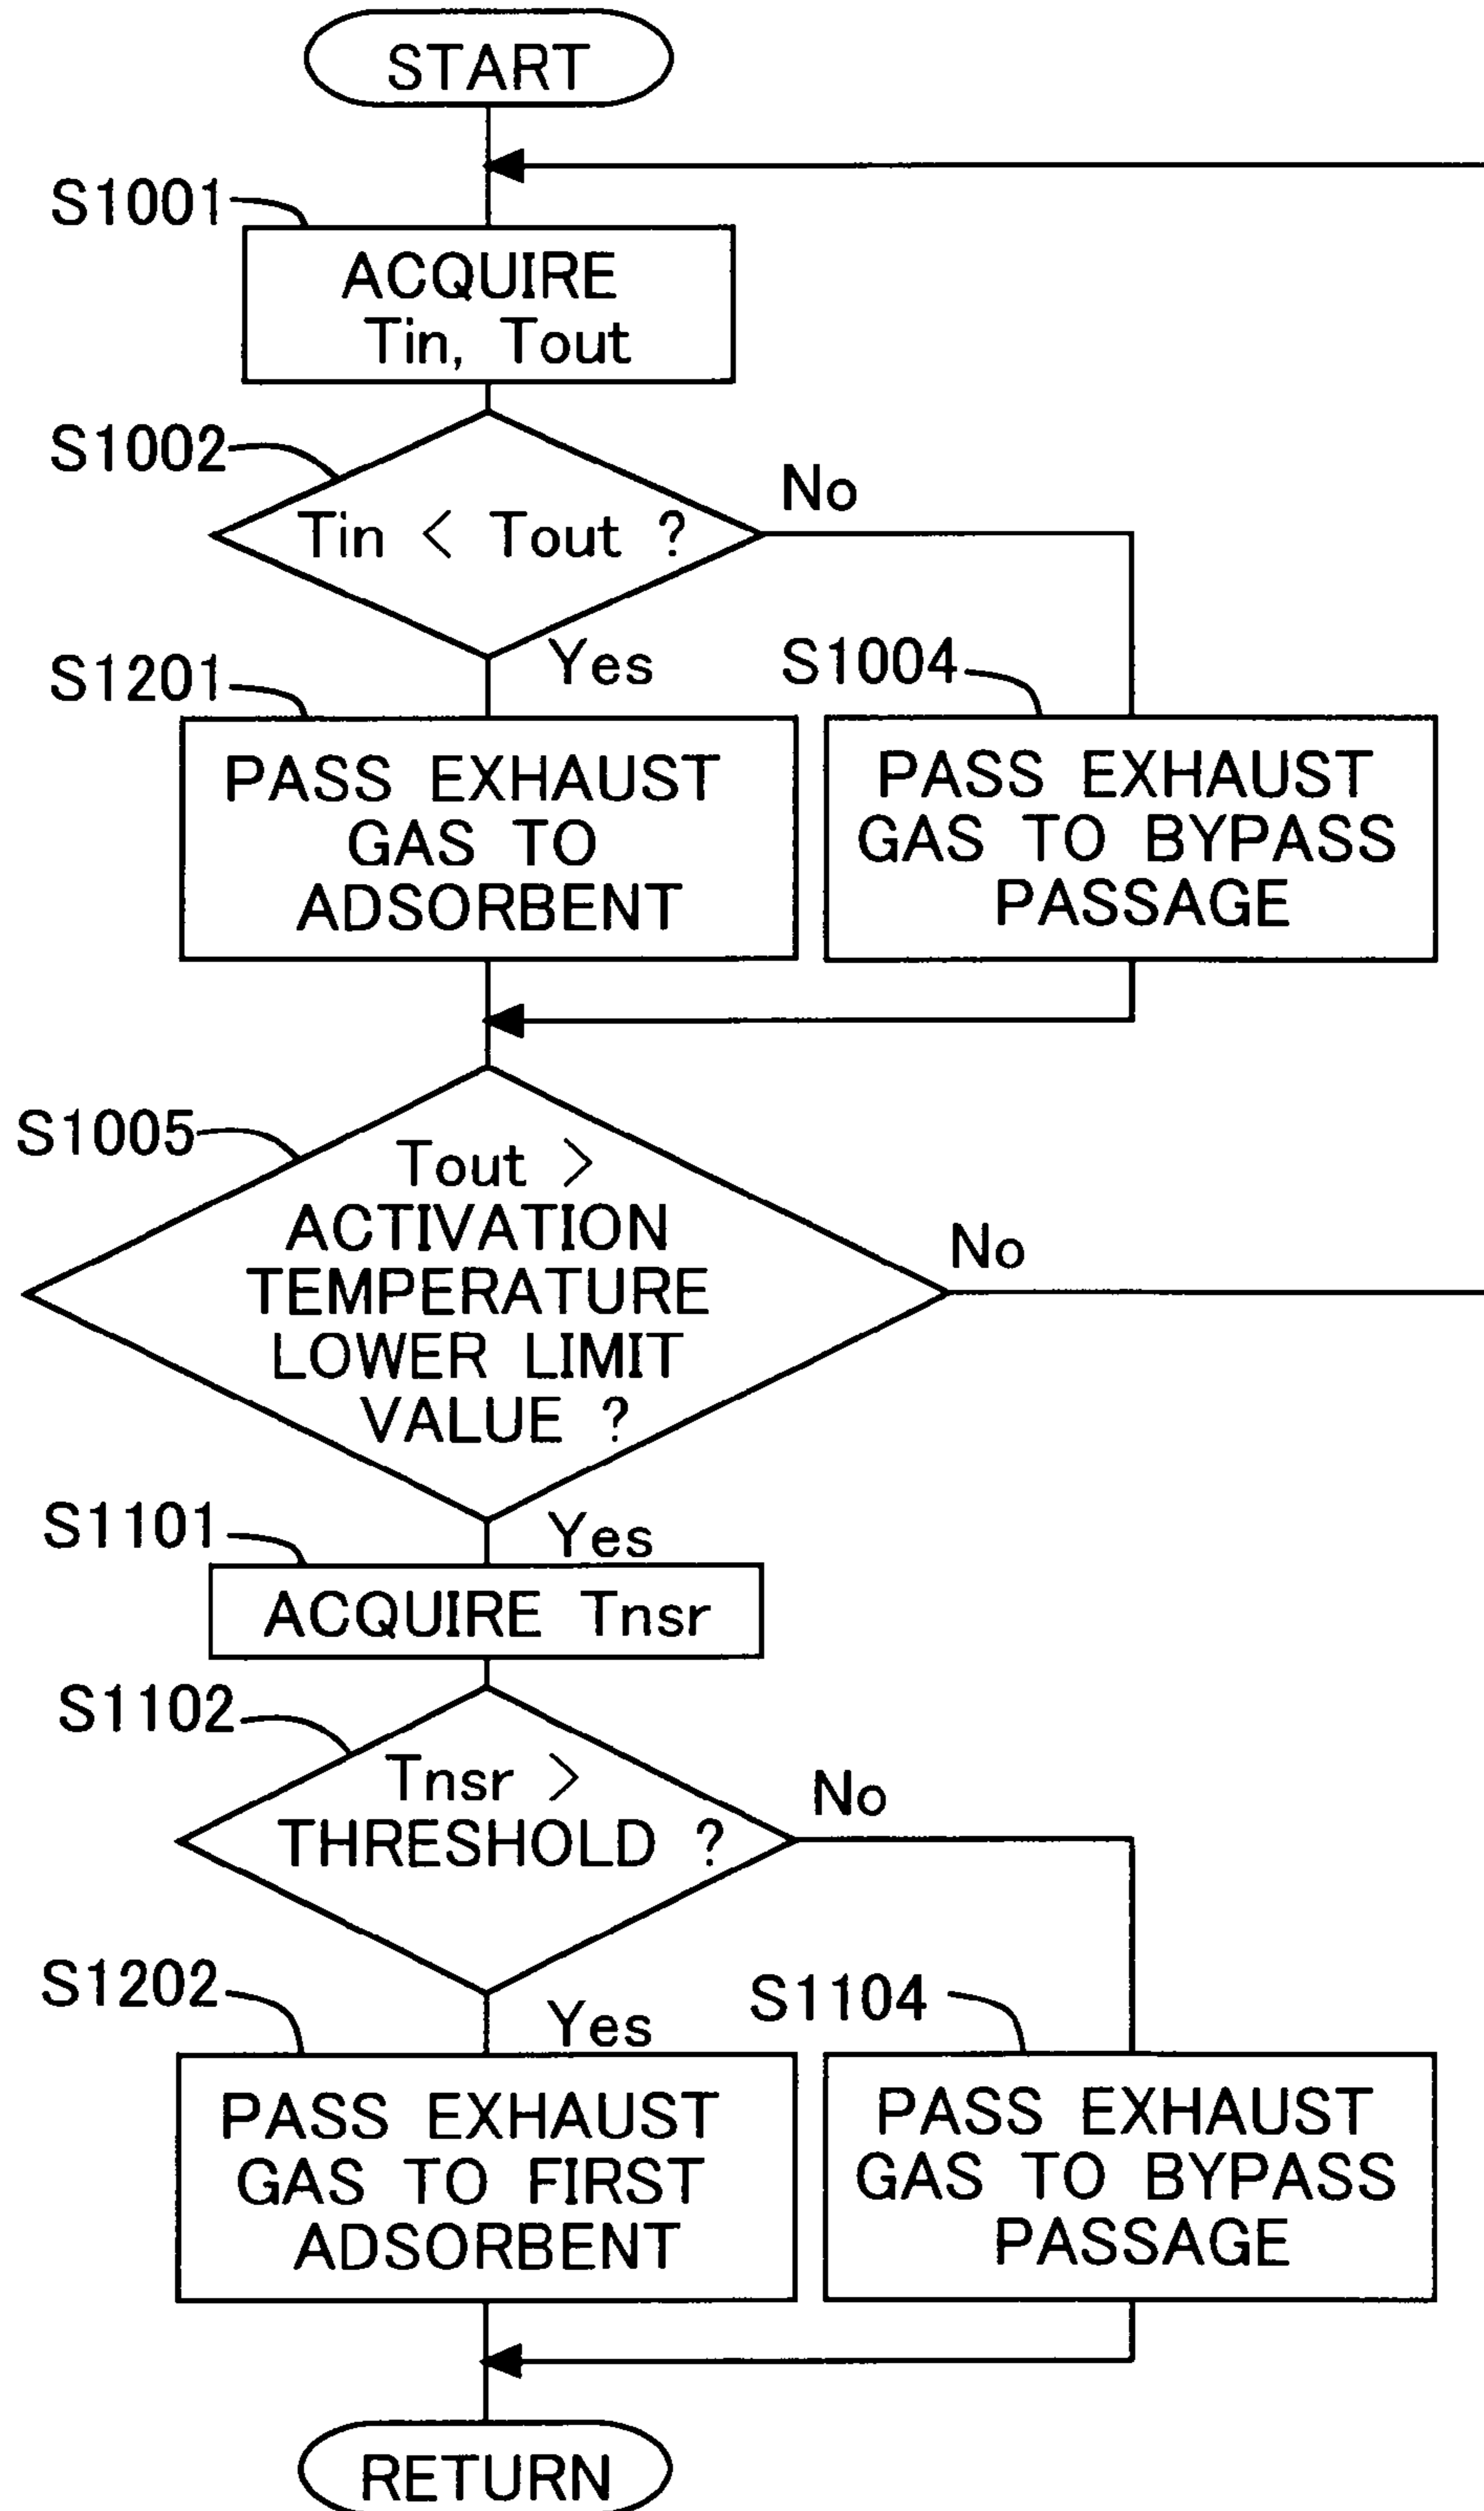 START
S1001
ACQUIRE
Tin, Tout
S1002
Tin < Tout ?
No
Yes
S1201
PASS EXHAUST
GAS TO
ADSORBENT
S1004
PASS EXHAUST
GAS TO BYPASS
PASSAGE
S1005
Tout >
ACTIVATION
TEMPERATURE
LOWER LIMIT
VALUE ?
No
Yes
S1101
ACQUIRE Tnsr
S1102
Tnsr >
THRESHOLD ?
No
Yes
S1202
PASS EXHAUST
GAS TO FIRST
ADSORBENT
S1104
PASS EXHAUST
GAS TO BYPASS
PASSAGE
RETURN